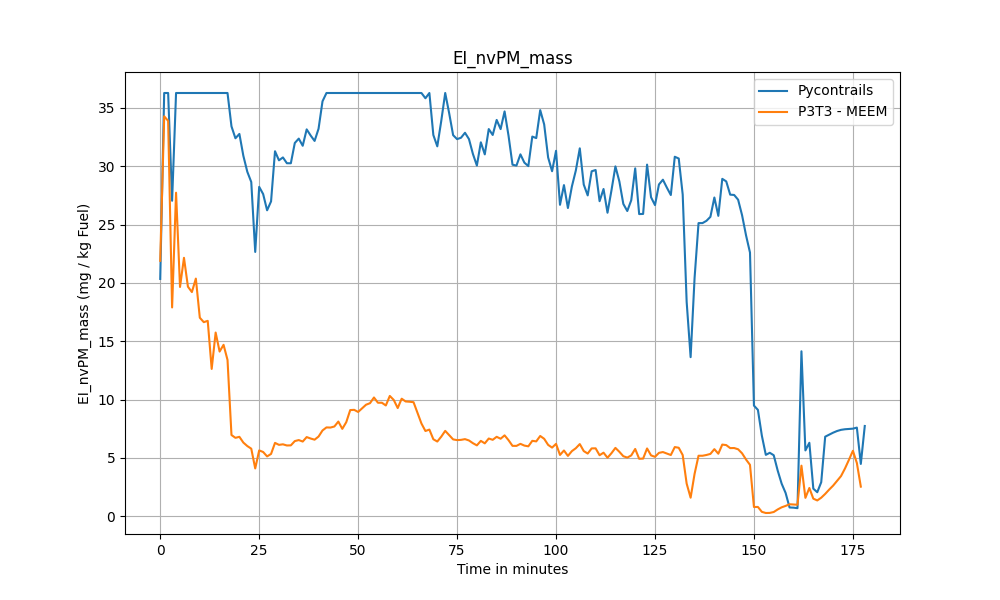 EI_nvPM_mass
Pycontrails
P3T3 - MEEM
EI_nvPM_mass (mg / kg Fuel)
35
30
25
20
15
10
5
0
0 25 50 75 100 125 150 175
Time in minutes